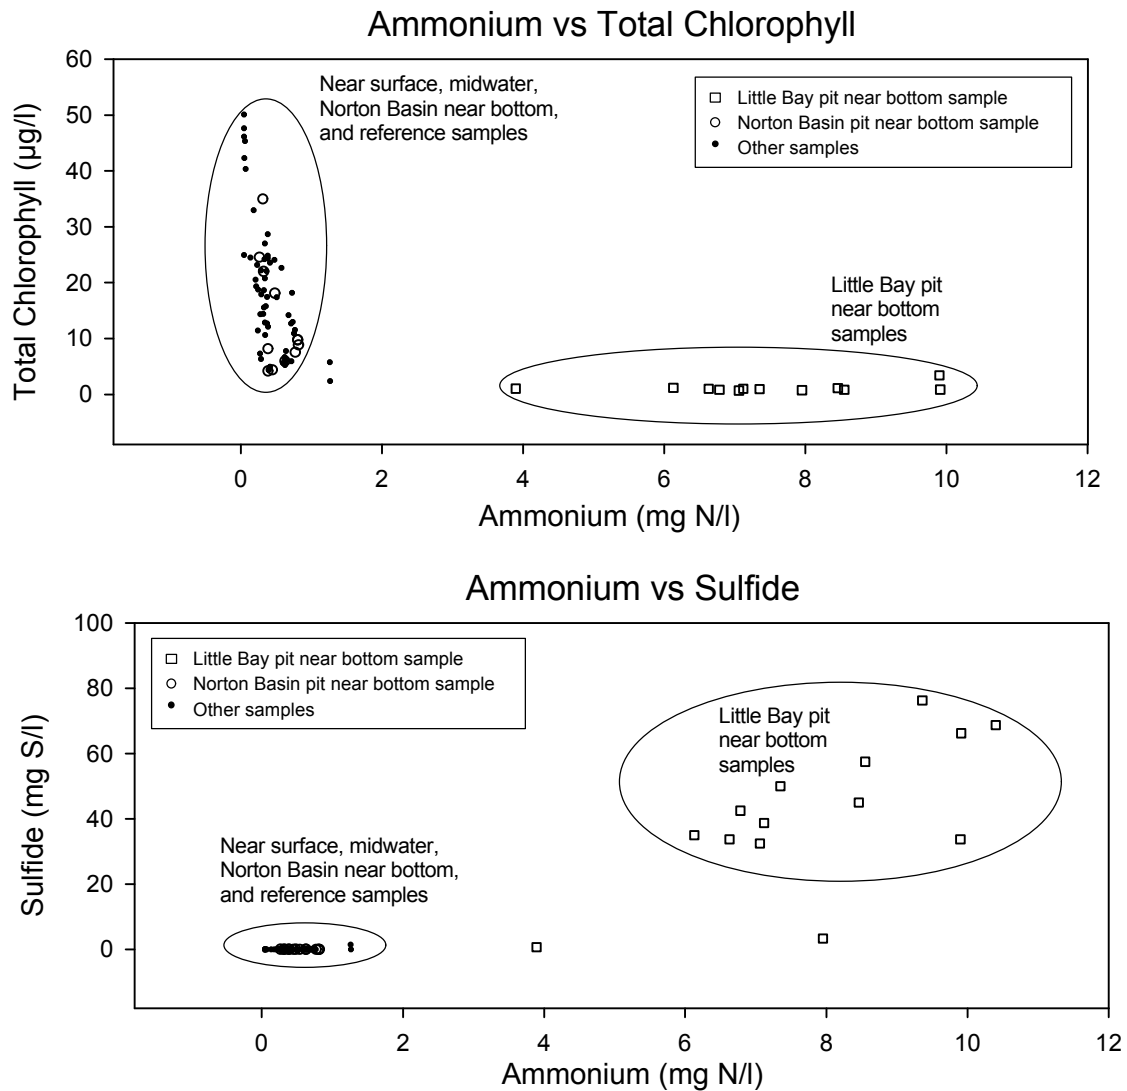 Ammonium vs Total Chlorophyll
60
50
40
30
20
10
0
Total Chlorophyll (µg/l)
Near surface, midwater,
Norton Basin near bottom,
and reference samples
Little Bay pit near bottom sample
Norton Basin pit near bottom sample
Other samples
Little Bay pit
near bottom
samples
0 2 4 6 8 10 12
Ammonium (mg N/l)
Ammonium vs Sulfide
100
80
60
40
20
0
Sulfide (mg S/l)
Little Bay pit near bottom sample
Norton Basin pit near bottom sample
Other samples
Little Bay pit
near bottom
samples
Near surface, midwater,
Norton Basin near bottom,
and reference samples
0 2 4 6 8 10 12
Ammonium (mg N/l)